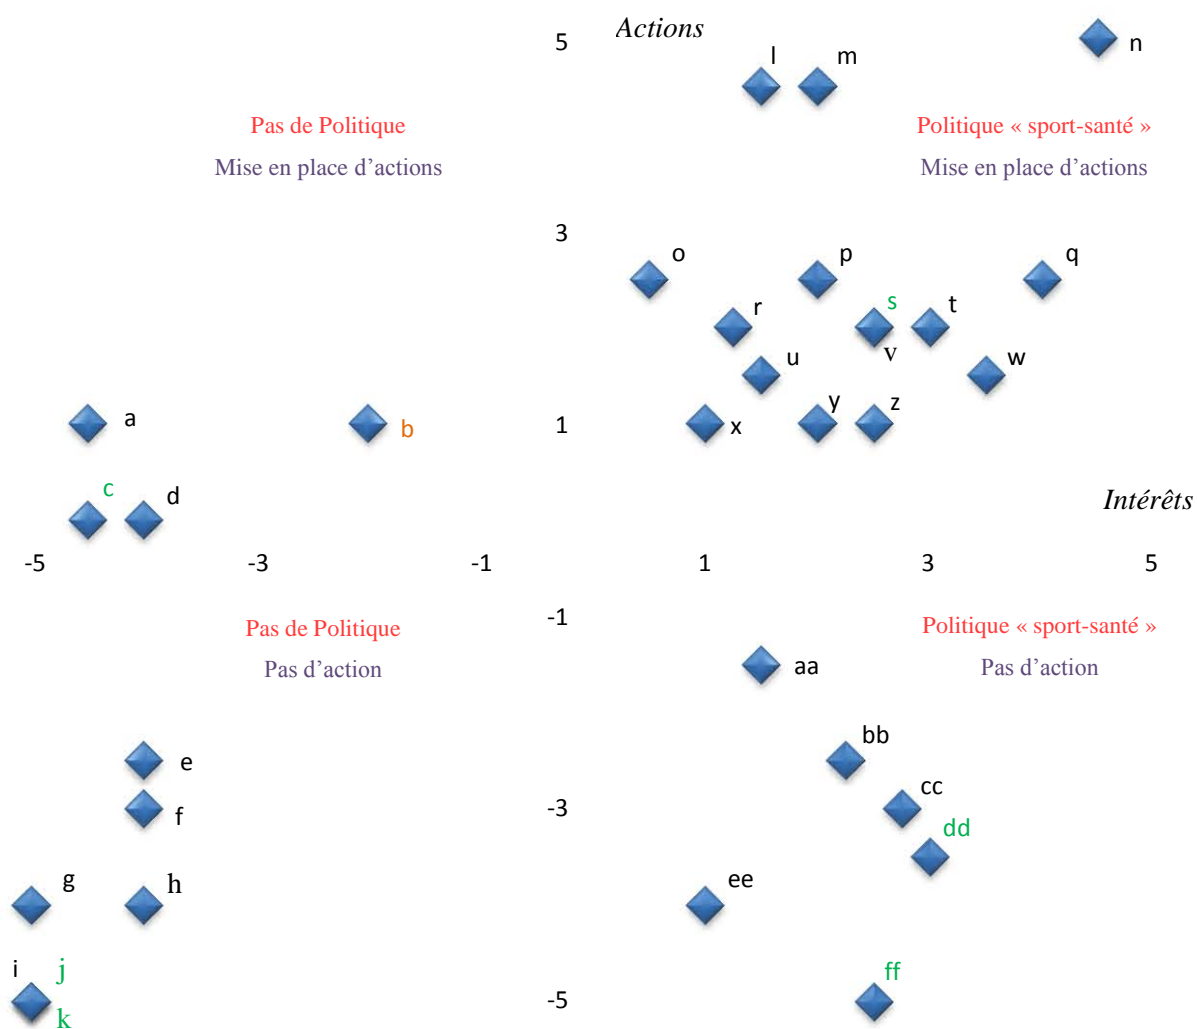 Actions
5
l
m
n
Pas de Politique
Politique « sport-santé »
Mise en place d’actions
Mise en place d’actions
3
o
p
q
r
s
t
u
v
w
a
b
1
x
y
z
c
d
Intérêts
-5
-3
-1
1
3
5
-1
Pas de Politique
Politique « sport-santé »
Pas d’action
Pas d’action
aa
e
bb
f
-3
cc
dd
g
h
ee
i
j
k
-5
ff